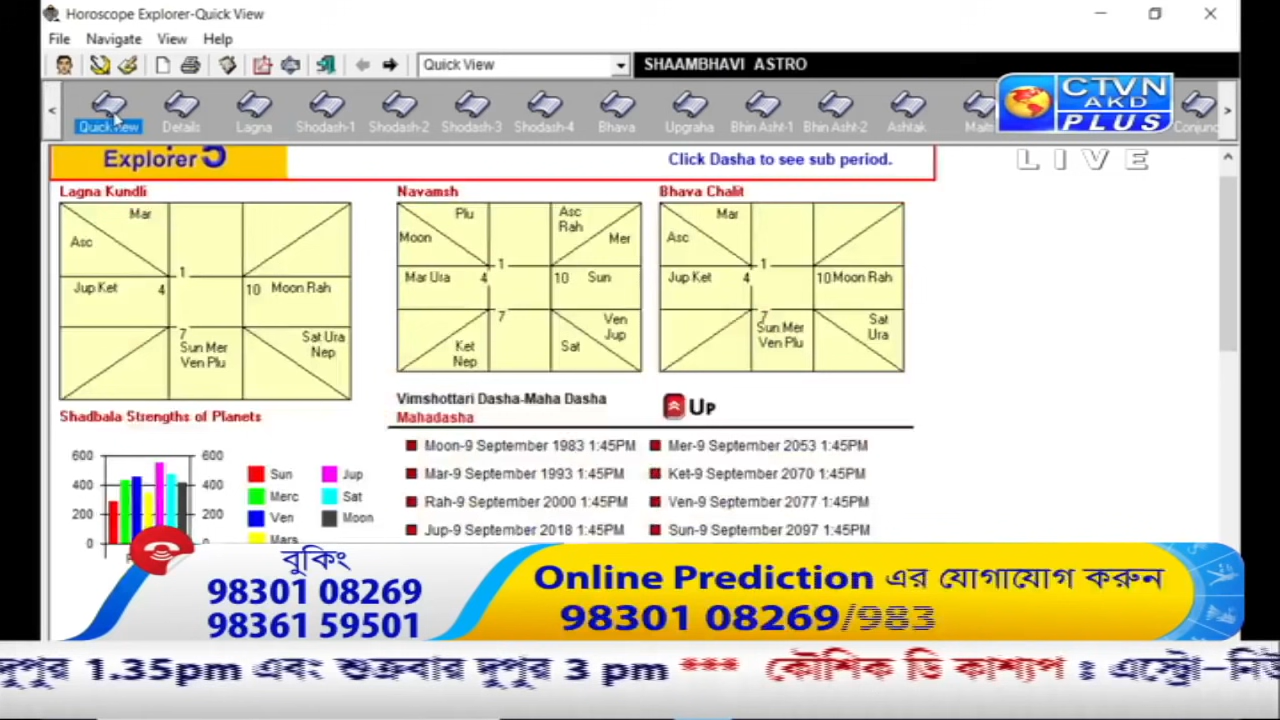 Horoscope Explorer-Quick View
File Navigate View Help
Quick View
SHAAMBHAVI ASTRO
Quick View Details Lagna Shodash-1 Shodash-2 Shodash-3 Shodash-4 Bhava Upgraha Bhin Asht-1 Bhin Asht-2 Ashtak
CTVN
AKD
PLUS
LIVE
Explorer 5
Click Dasha to see sub period.
Lagna Kundli
Mar
Asc
1
Jup Ket 4
10 Moon Rah
7
Sun Mer
Ven Plu
Sat Ura
Nep
Navamsh
Plu
Moon
Asc
Rah
Mer
1
Mar Ura 4
10 Sun
7
Ket
Nep
Sat
Ven
Jup
Bhava Chalit
Mar
Asc
1
Jup Ket 4
10 Moon Rah
7
Sun Mer
Ven Plu
Sat
Ura
Shadbala Strengths of Planets
600 600
400 400
200 200
0 0
Sun Jup
Merc Sat
Ven Moon
Mars
Vimshottari Dasha-Maha Dasha
Up
Mahadasha
Moon-9 September 1983 1:45PM
Mar-9 September 1993 1:45PM
Rah-9 September 2000 1:45PM
Jup-9 September 2018 1:45PM
Mer-9 September 2053 1:45PM
Ket-9 September 2070 1:45PM
Ven-9 September 2077 1:45PM
Sun-9 September 2097 1:45PM
বুকিং
98301 08269
98361 59501
Online Prediction এর যোগাযোগ করুন
98301 08269/983
দুপুর 1.35pm এবং শুক্রবার দুপুর 3 pm *** কৌশিক ডি কাশ্যপ : এস্ট্রো-নিউ